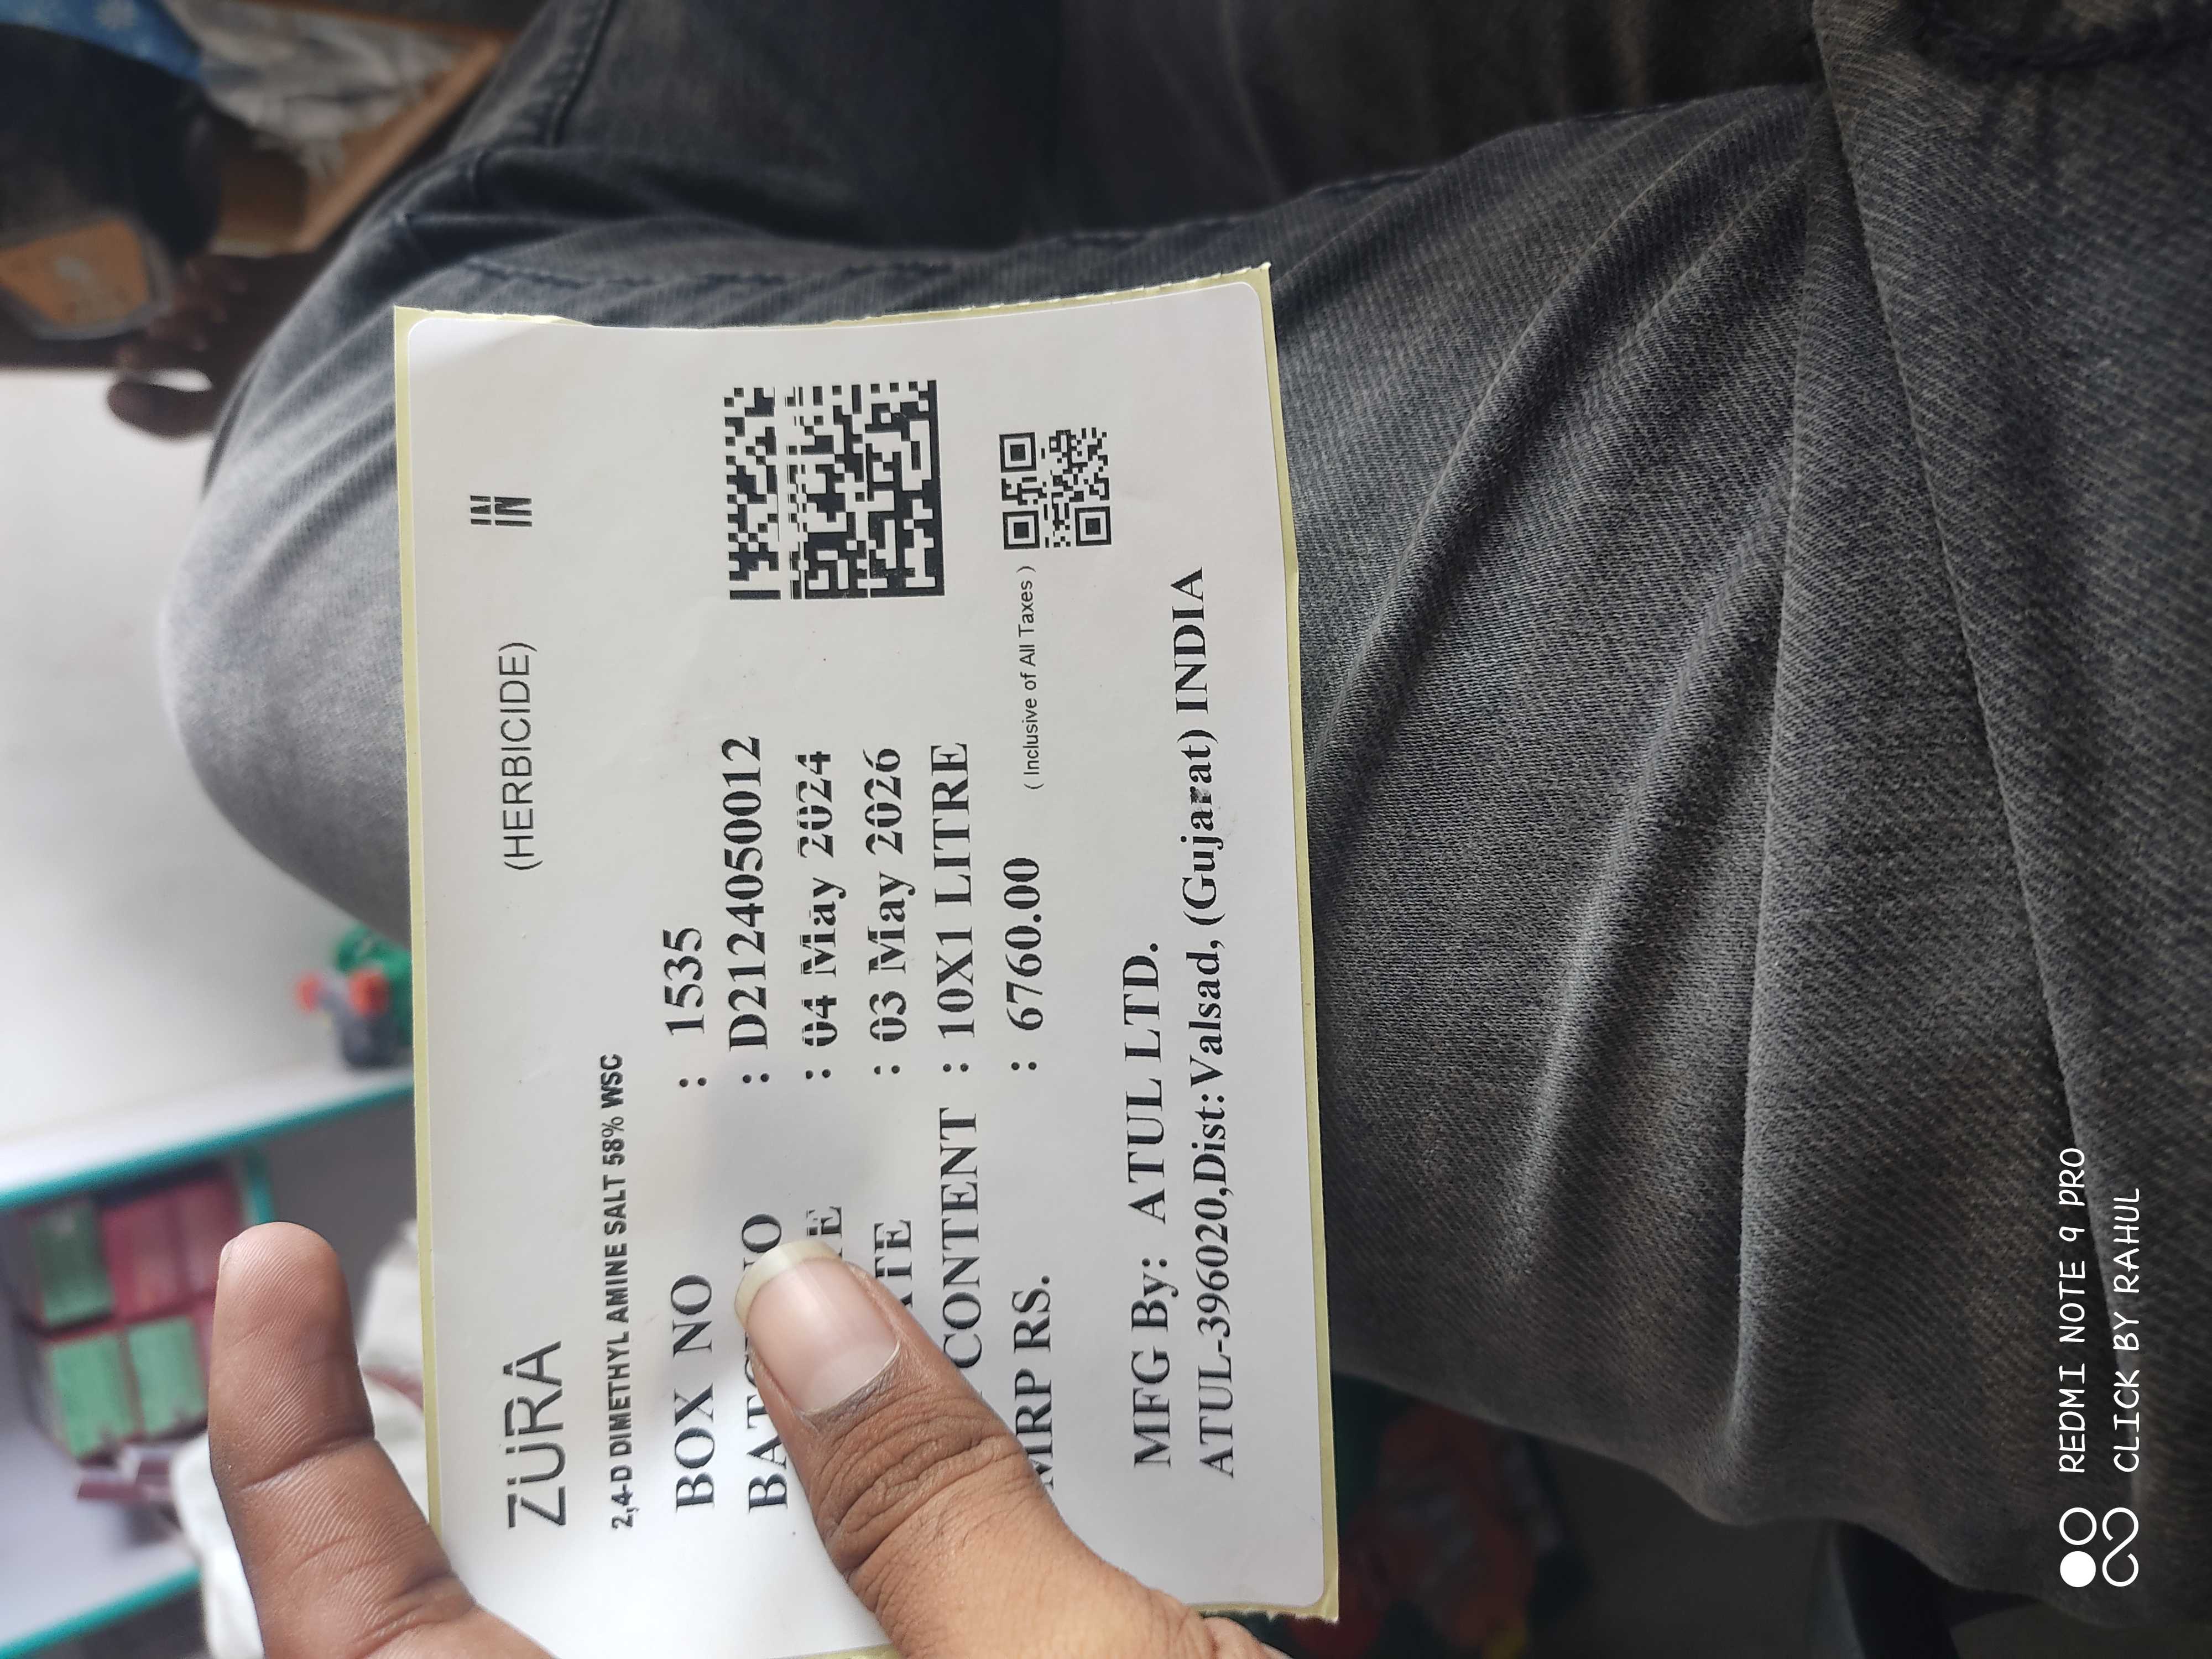 ZURA (HERBICIDE) IN
2,4-D DIMETHYL AMINE SALT 58% WSC
BOX NO : 1535
: D2124050012
: 04 May 2024
: 03 May 2026
CONTENT : 10X1 LITRE
MRP RS. : 6760.00 ( Inclusive of All Taxes )
MFG By: ATUL LTD.
ATUL-396020,Dist: Valsad, (Gujarat) INDIA
REDMI NOTE 9 PRO
CLICK BY RAHUL